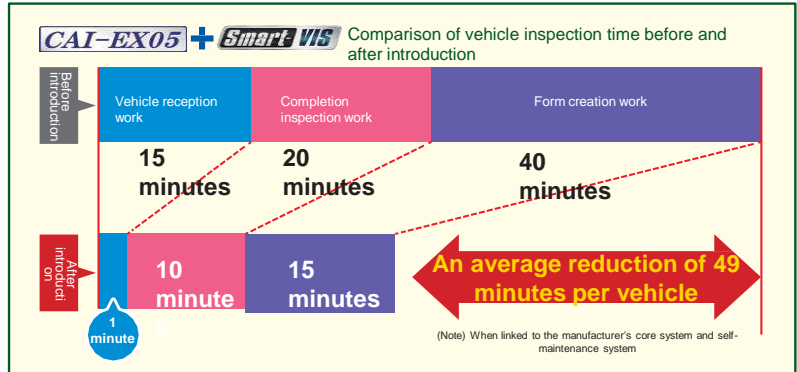 CAI-EX05 + Smart-VIS Comparison of vehicle inspection time before and
after introduction
Before
introduction
Vehicle reception
work
Completion
inspection work
Form creation work
15
minutes
20
minutes
40
minutes
After
introducti
on
1
minute
10
minute
s
15
minutes
An average reduction of 49
minutes per vehicle
(Note) When linked to the manufacturer's core system and self-
maintenance system